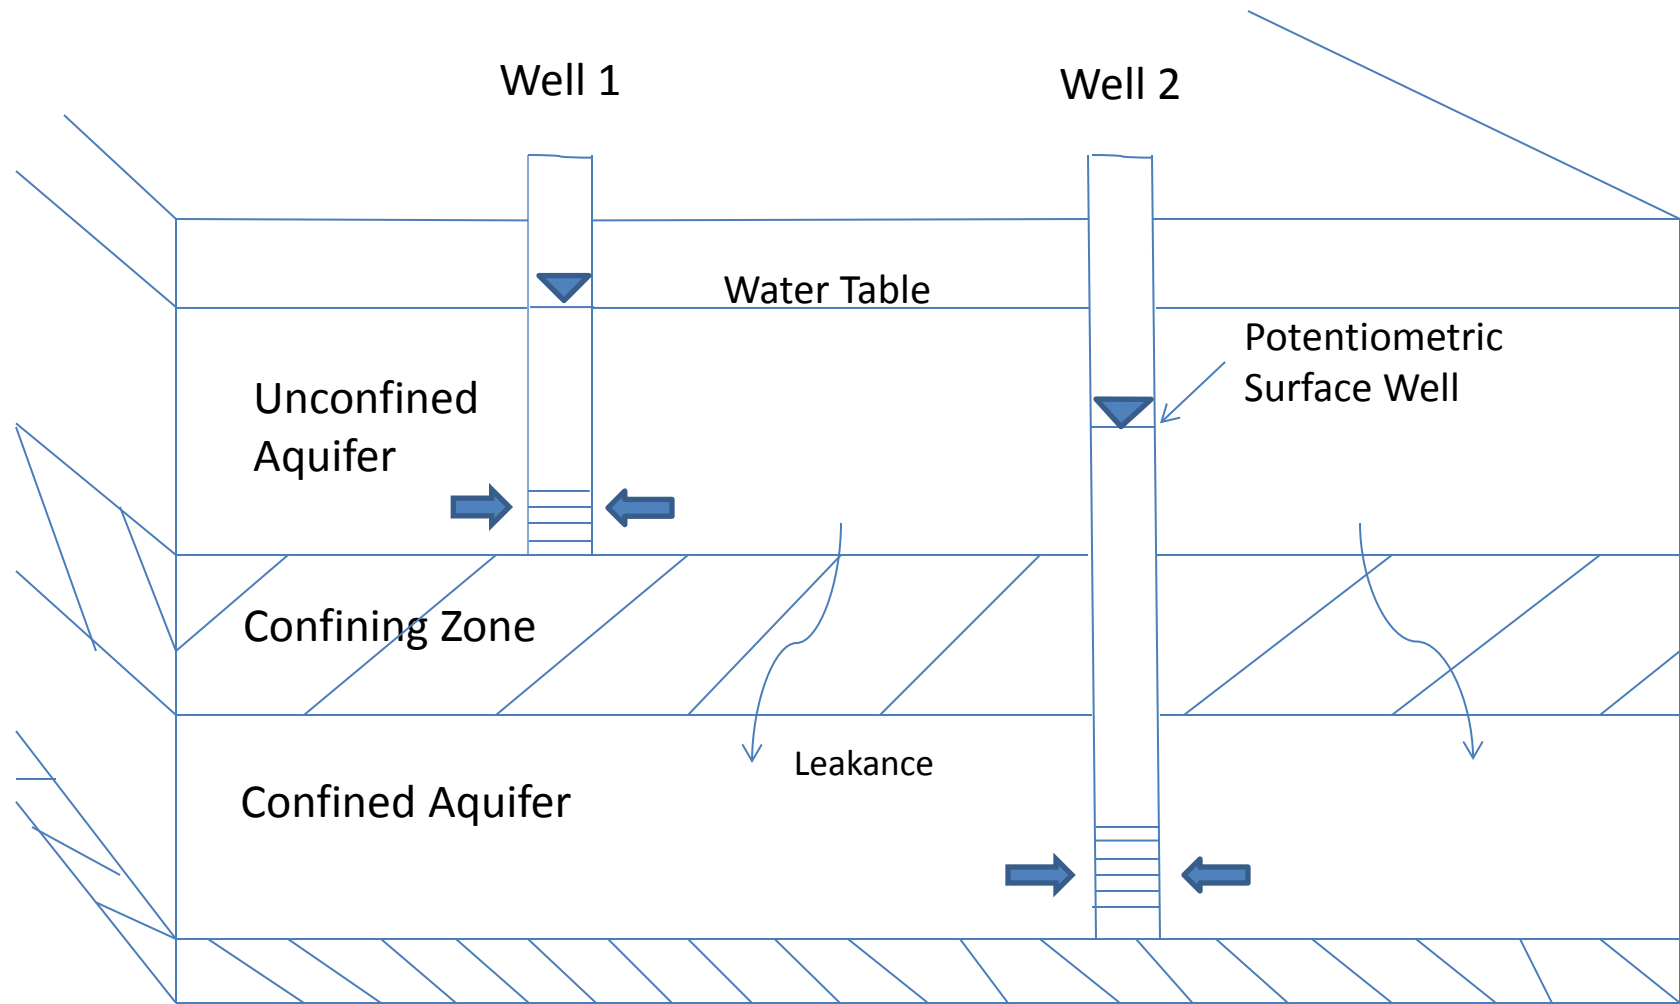 Well 1
Well 2
Water Table
Potentiometric
Surface Well
Unconfined
Aquifer
Confining Zone
Leakance
Confined Aquifer